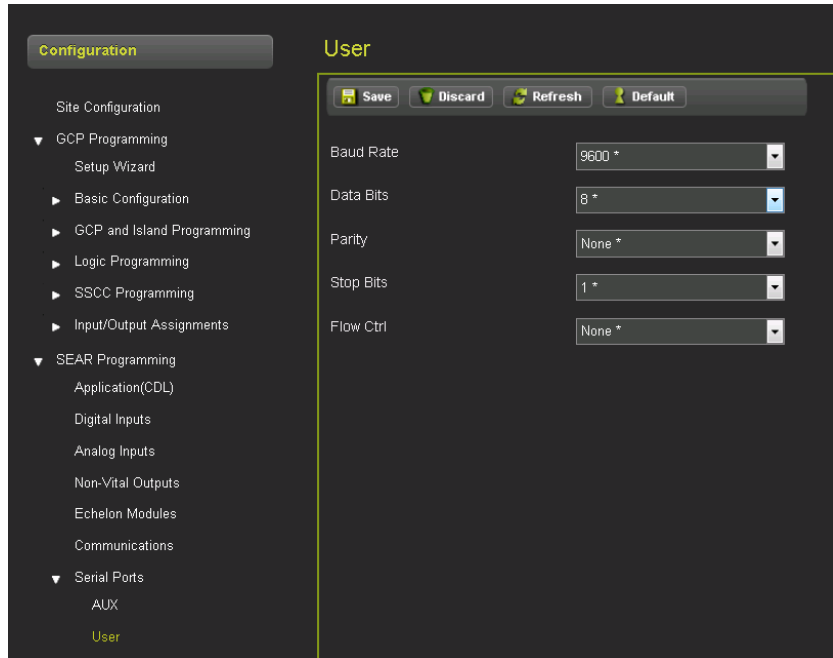 Configuration
Site Configuration
GCP Programming
Setup Wizard
Basic Configuration
GCP and Island Programming
Logic Programming
SSCC Programming
Input/Output Assignments
SEAR Programming
Application(CDL)
Digital Inputs
Analog Inputs
Non-Vital Outputs
Echelon Modules
Communications
Serial Ports
AUX
User
User
Save Discard Refresh Default
Baud Rate 9600 *
Data Bits 8 *
Parity None *
Stop Bits 1 *
Flow Ctrl None *